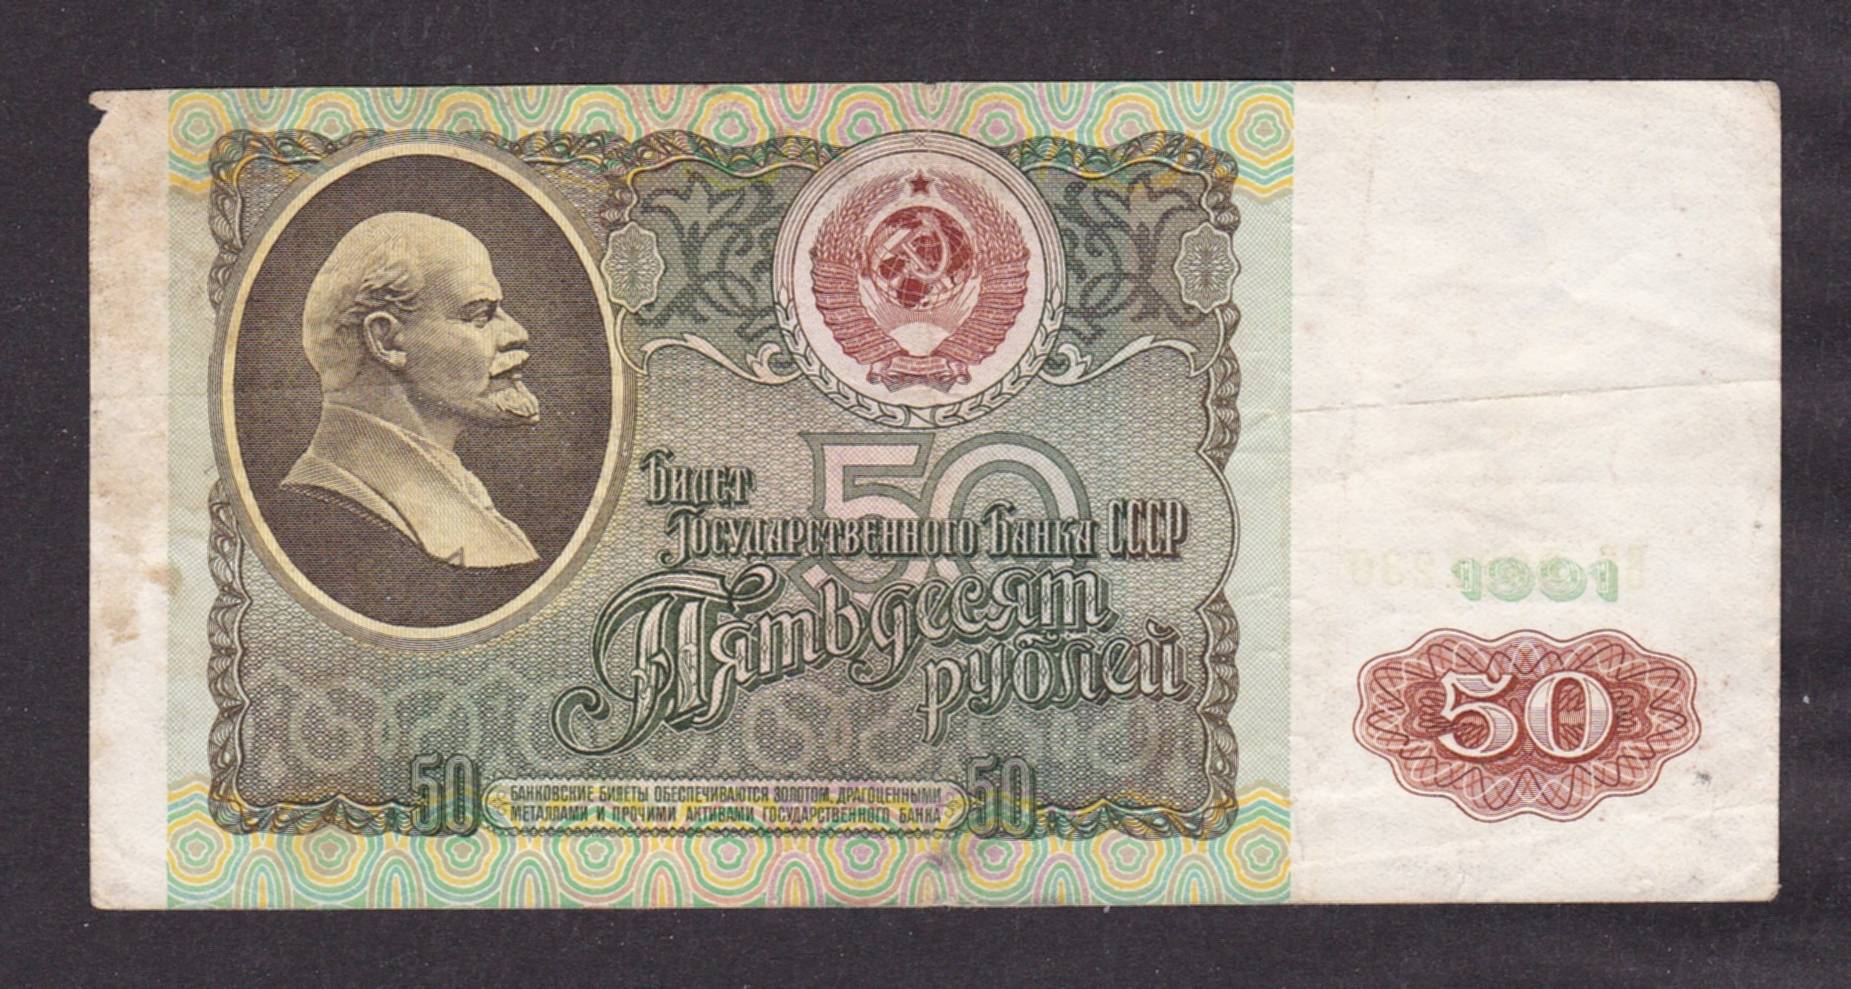 Билет
Государственного Банка СССР
Пятьдесят
рублей
50
50 БАНКОВСКИЕ БИЛЕТЫ ОБЕСПЕЧИВАЮТСЯ ЗОЛОТОМ, ДРАГОЦЕННЫМИ 50
МЕТАЛЛАМИ И ПРОЧИМИ АКТИВАМИ ГОСУДАРСТВЕННОГО БАНКА
1991
50